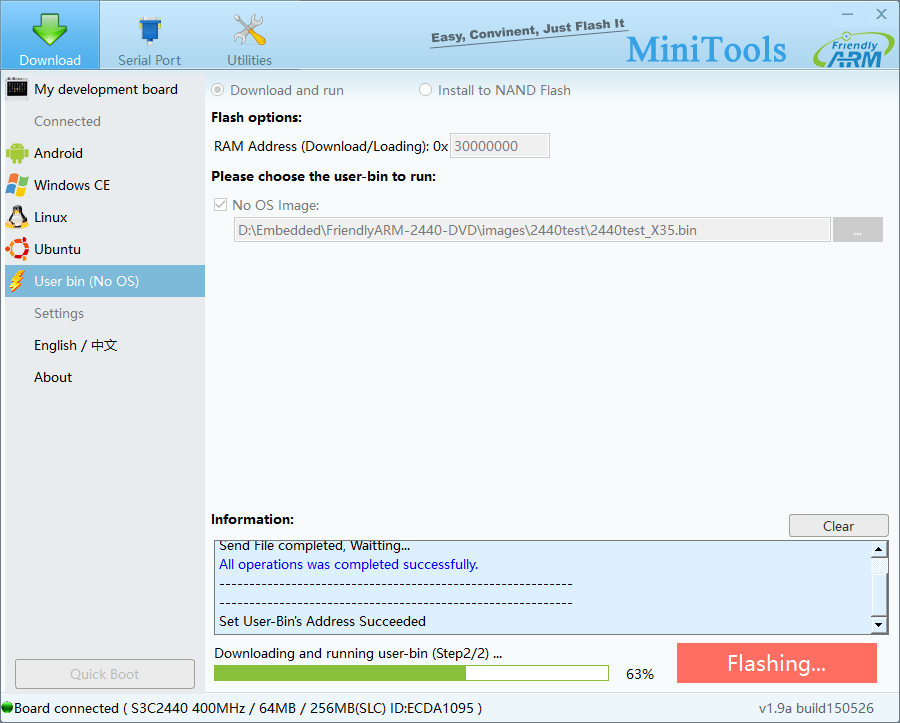 Download
Serial Port
Utilities
Easy, Convinent, Just Flash It
MiniTools
Friendly
ARM
My development board
Connected
Android
Windows CE
Linux
Ubuntu
User bin (No OS)
Settings
English / 中文
About
Quick Boot
Download and run
Install to NAND Flash
Flash options:
RAM Address (Download/Loading): 0x 30000000
Please choose the user-bin to run:
No OS Image:
D:\Embedded\FriendlyARM-2440-DVD\images\2440test\2440test_X35.bin
...
Information:
Clear
Send File completed, Waitting...
All operations was completed successfully.
------------------------------------------------------------
------------------------------------------------------------
Set User-Bin's Address Succeeded
Downloading and running user-bin (Step2/2) ...
63%
Flashing...
Board connected ( S3C2440 400MHz / 64MB / 256MB(SLC) ID:ECDA1095 )
v1.9a build150526